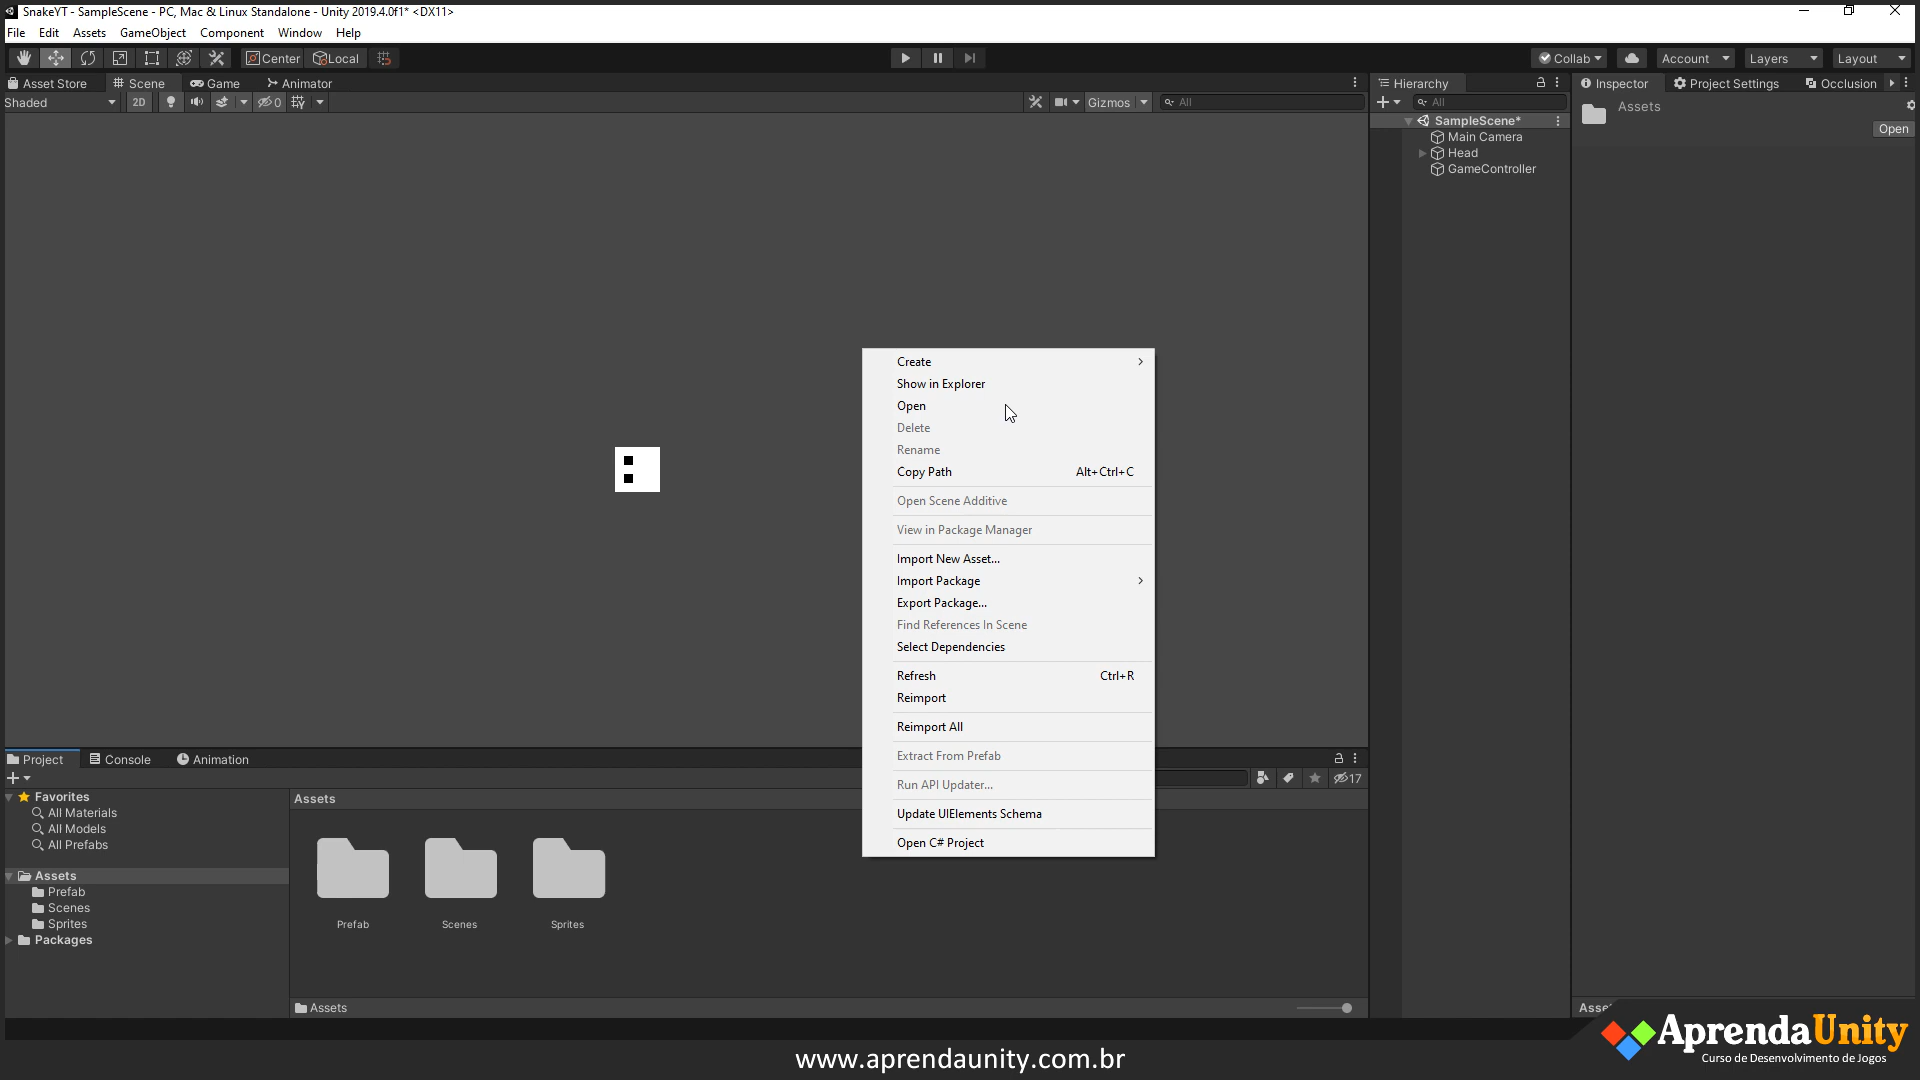 SnakeYT - SampleScene - PC, Mac & Linux Standalone - Unity 2019.4.0f1* <DX11>
File Edit Assets GameObject Component Window Help
Center Local Collab Account Layers Layout
Asset Store Scene Game Animator
Shaded 2D 0 Gizmos All
Hierarchy
All
SampleScene*
Main Camera
Head
GameController
Inspector Project Settings Occlusion
Assets
Open
Create
Show in Explorer
Open
Delete
Rename
Copy Path Alt+Ctrl+C
Open Scene Additive
View in Package Manager
Import New Asset...
Import Package
Export Package...
Find References In Scene
Select Dependencies
Refresh Ctrl+R
Reimport
Reimport All
Extract From Prefab
Run API Updater...
Update UIElements Schema
Open C# Project
Project Console Animation
17
Favorites
All Materials
All Models
All Prefabs
Assets
Prefab
Scenes
Sprites
Packages
Assets
Prefab Scenes Sprites
Assets
AprendaUnity
Curso de Desenvolvimento de Jogos
www.aprendaunity.com.br